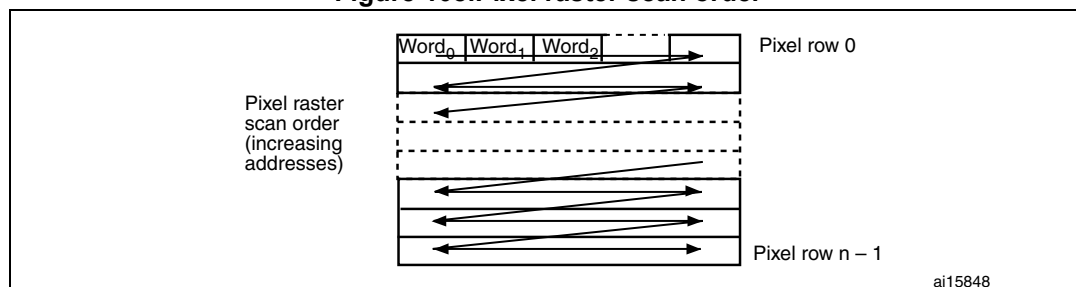 Word0 Word1 Word2
Pixel row 0
Pixel raster
scan order
(increasing
addresses)
Pixel row n – 1
ai15848